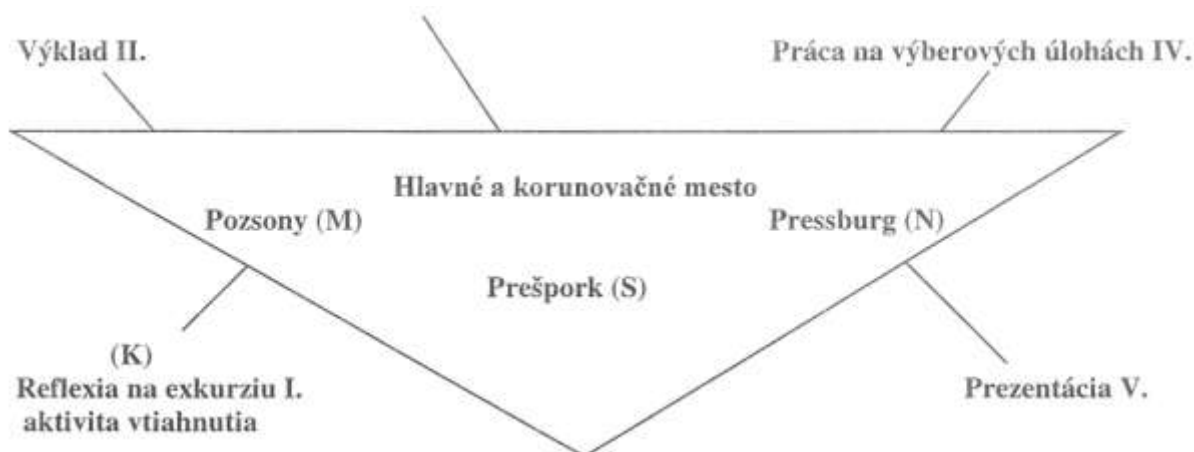 Výklad II.
Práca na výberových úlohách IV.
Hlavné a korunovačné mesto
Pozsony (M)
Pressburg (N)
Prešpork (S)
(K)
Reflexia na exkurziu I.
aktivita vtiahnutia
Prezentácia V.